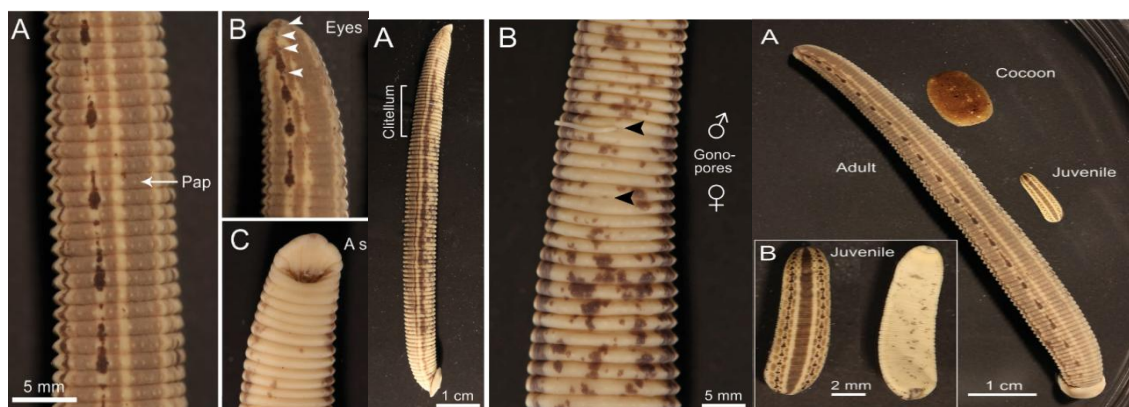 A
Pap
5 mm
B
Eyes
C
A s
A
Clitellum
1 cm
B
♂
Gono-
pores
♀
5 mm
A
Cocoon
Adult
Juvenile
B
Juvenile
2 mm
1 cm